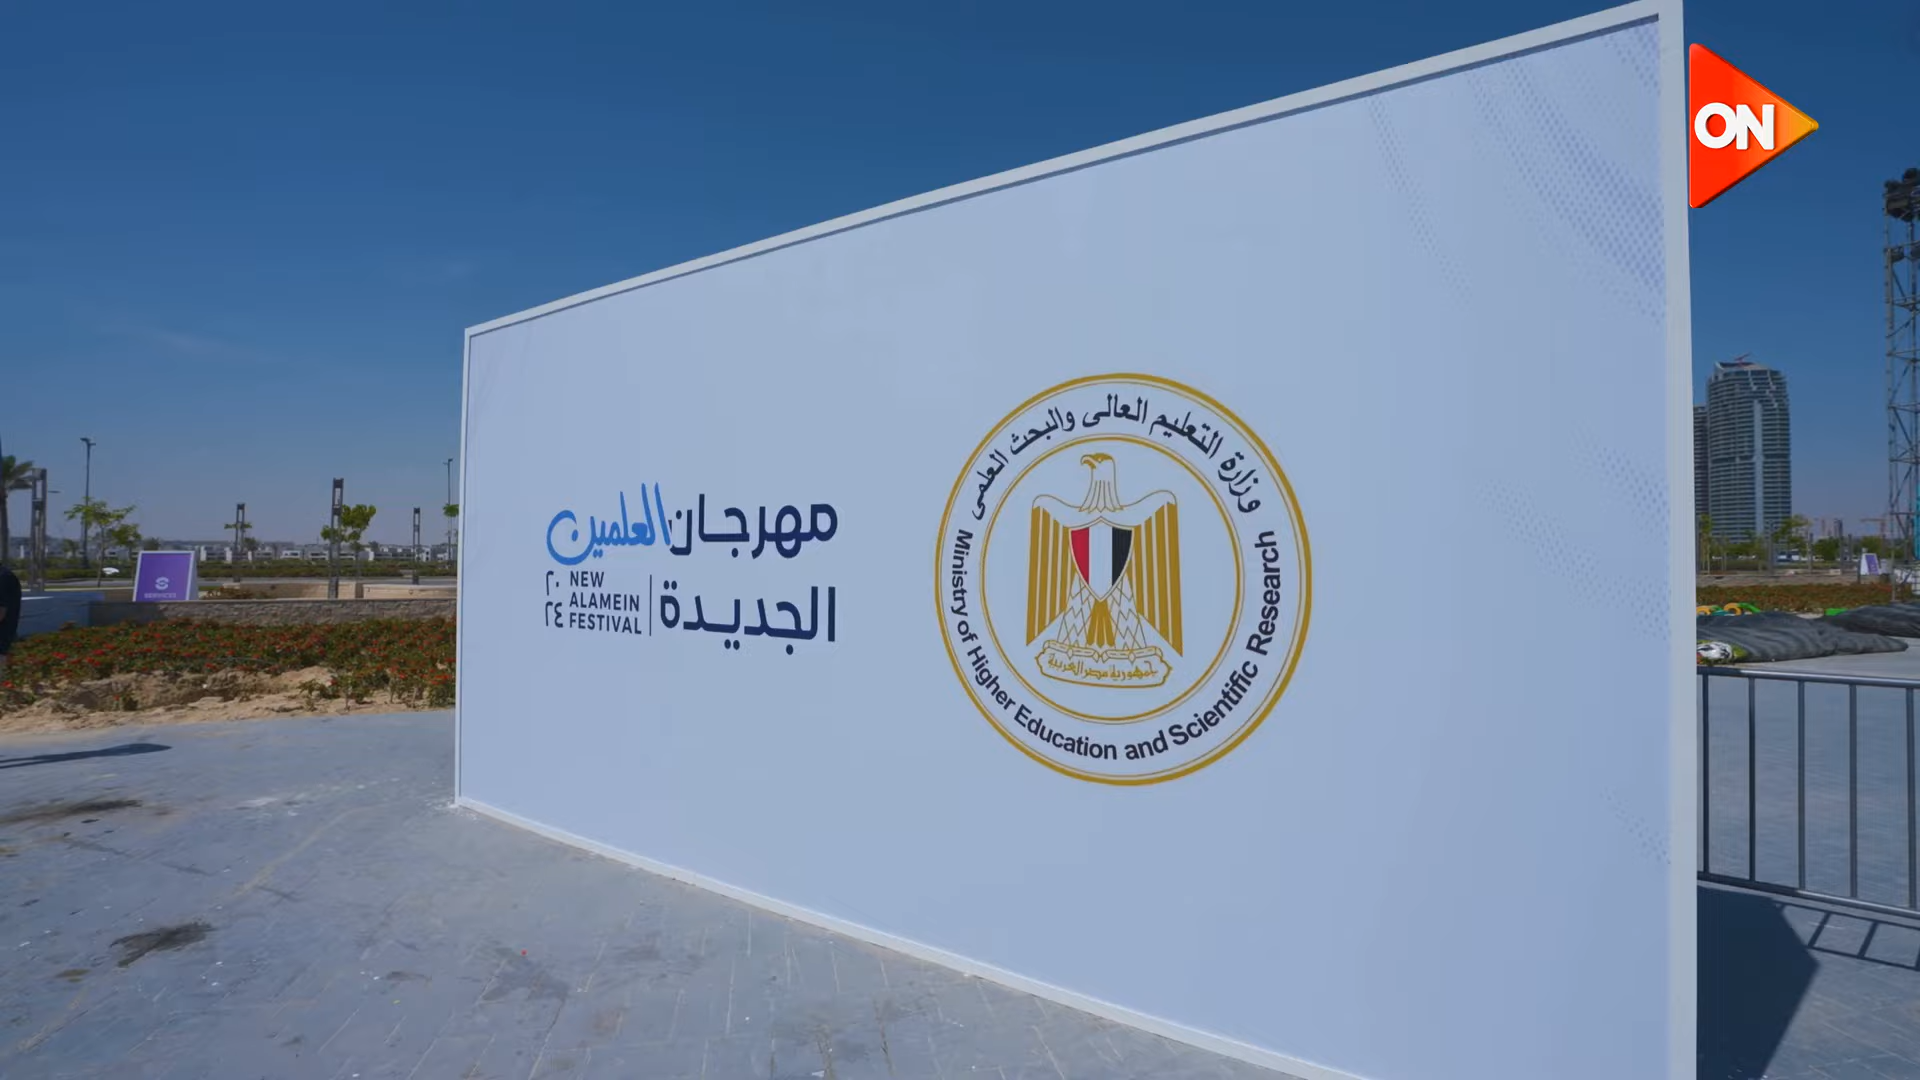 ON
مهرجان العلمين
الجديدة
٢٠
٢٤
NEW
ALAMEIN
FESTIVAL
وزارة التعليم العالى والبحث العلمى
جمهورية مصر العربية
Ministry of Higher Education and Scientific Research
SERVICES